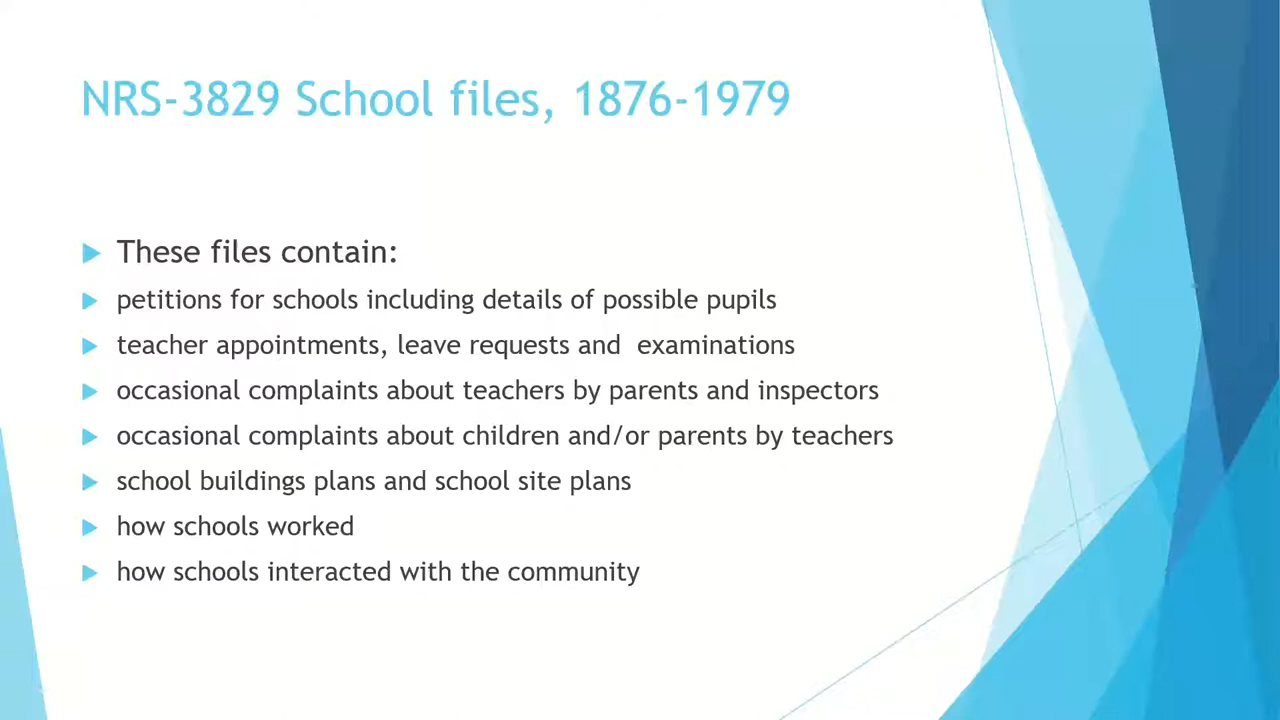 NRS-3829 School files, 1876-1979
These files contain:
petitions for schools including details of possible pupils
teacher appointments, leave requests and  examinations
occasional complaints about teachers by parents and inspectors
occasional complaints about children and/or parents by teachers
school buildings plans and school site plans
how schools worked
how schools interacted with the community